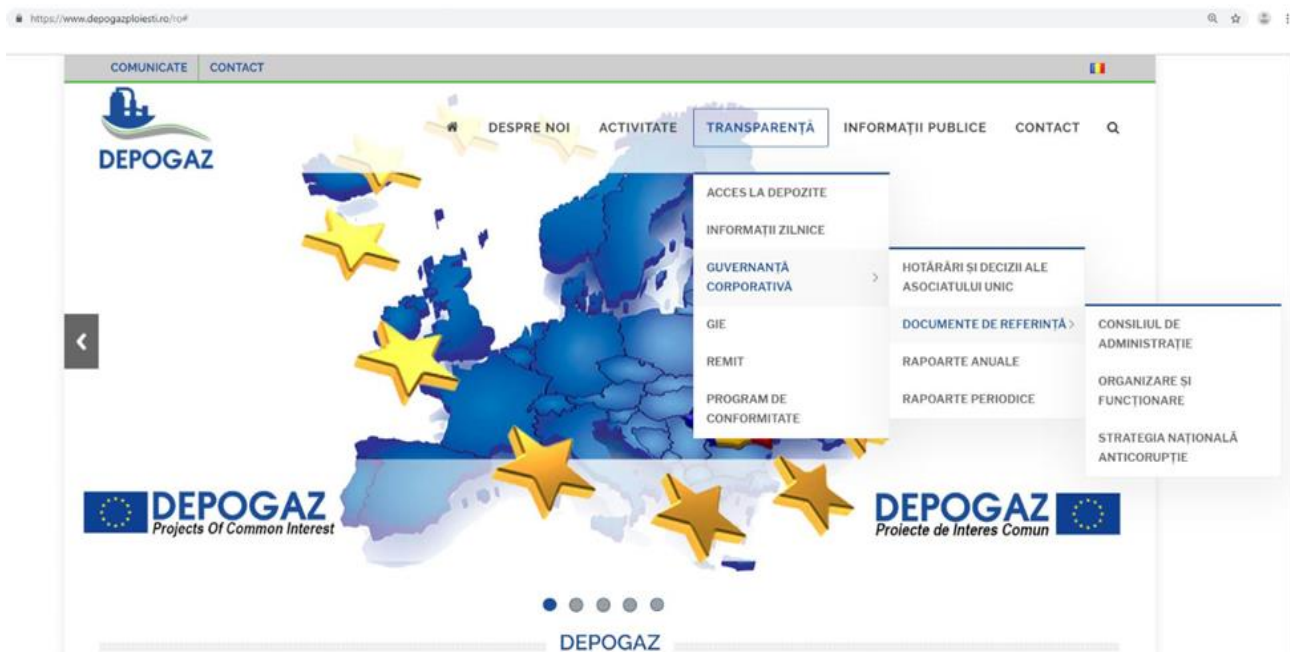 https://www.depogazploiesti.ro/ro#
COMUNICATE CONTACT
DEPOGAZ
DESPRE NOI ACTIVITATE TRANSPARENȚĂ INFORMAȚII PUBLICE CONTACT
ACCES LA DEPOZITE
INFORMAȚII ZILNICE
GUVERNANȚĂ
CORPORATIVĂ
GIE
REMIT
PROGRAM DE
CONFORMITATE
HOTĂRÂRI ȘI DECIZII ALE
ASOCIATULUI UNIC
DOCUMENTE DE REFERINȚĂ
RAPOARTE ANUALE
RAPOARTE PERIODICE
CONSILIUL DE
ADMINISTRAȚIE
ORGANIZARE ȘI
FUNCȚIONARE
STRATEGIA NAȚIONALĂ
ANTICORUPȚIE
DEPOGAZ
Projects Of Common Interest
DEPOGAZ
Proiecte de Interes Comun
DEPOGAZ